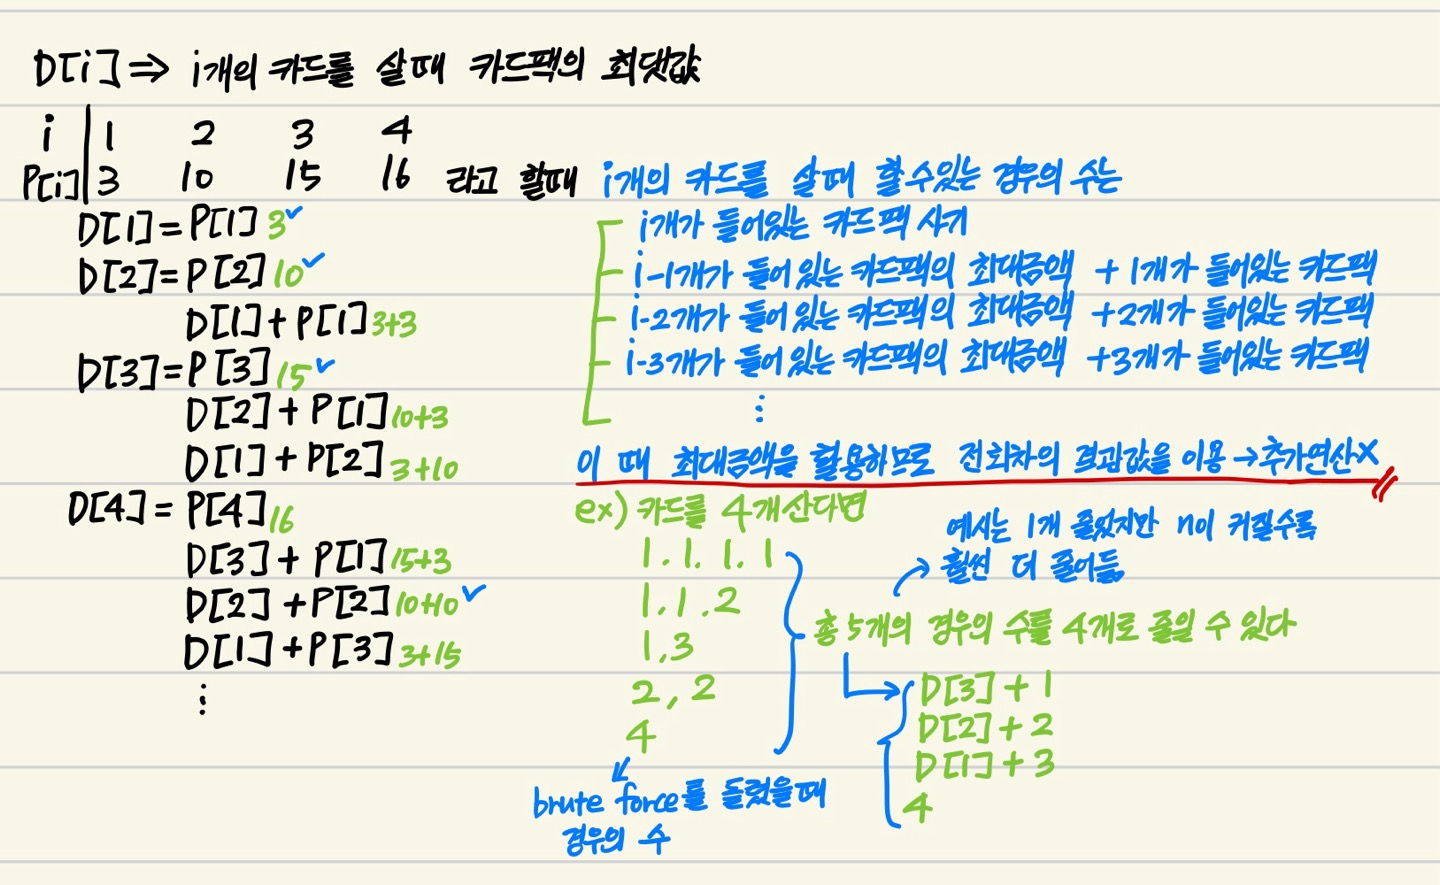 D[i] ⇒ i개의 카드를 살때 카드팩의 최댓값
i | 1 2 3 4
P[i] | 3 10 15 16 라고 할때 i개의 카드를 살때 할수있는 경우의 수는
D[1] = P[1] 3 ✓
D[2] = P[2] 10 ✓
D[1] + P[1] 3+3
D[3] = P[3] 15 ✓
D[2] + P[1] 10+3
D[1] + P[2] 3+10
D[4] = P[4] 16
D[3] + P[1] 15+3
D[2] + P[2] 10+10 ✓
D[1] + P[3] 3+15
⋮
i개가 들어있는 카드팩 사기
i-1개가 들어 있는 카드팩의 최대금액 + 1개가 들어있는 카드팩
i-2개가 들어 있는 카드팩의 최대금액 +2개가 들어있는 카드팩
i-3개가 들어 있는 카드팩의 최대금액 +3개가 들어있는 카드팩
⋮
이 때 최대금액을 활용하므로 전회차의 결과값을 이용 → 추가연산X
ex) 카드를 4개산다면
1. 1. 1. 1
1, 1. 2
1, 3
2, 2
4
brute force를 돌렸을때
경우의 수
예시는 1개 줄었지만 n이 커질수록
훨씬 더 줄어듦
총 5개의 경우의 수를 4개로 줄일 수 있다
D[3] + 1
D[2] + 2
D[1] + 3
4